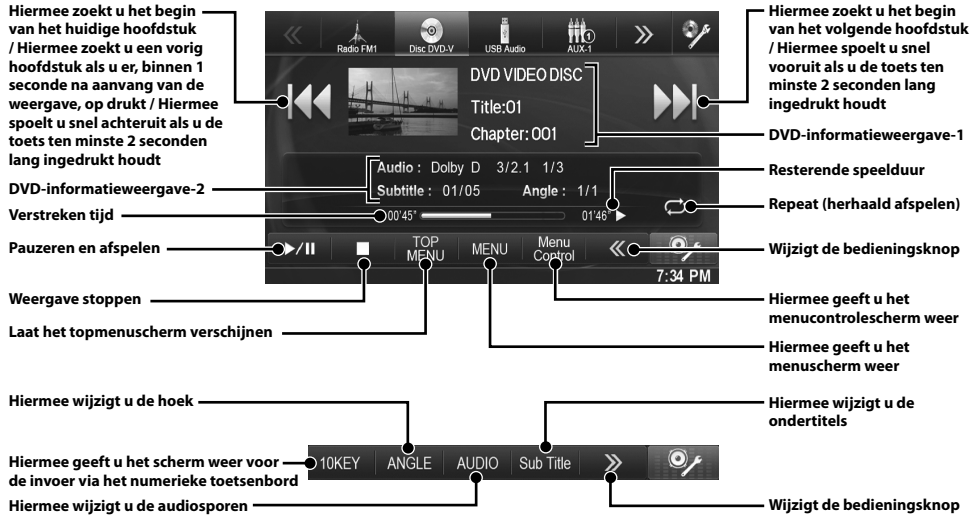 Hiermee zoekt u het begin
van het huidige hoofdstuk
/ Hiermee zoekt u een vorig
hoofdstuk als u er, binnen 1
seconde na aanvang van de
weergave, op drukt / Hiermee
spoelt u snel achteruit als u de
toets ten minste 2 seconden
lang ingedrukt houdt
DVD-informatieweergave-2
Verstreken tijd
Pauzeren en afspelen
Weergave stoppen
Laat het topmenuscherm verschijnen
Radio FM1
Disc DVD-V
USB Audio
AUX-1
1
DVD VIDEO DISC
Title:01
Chapter: 001
Audio : Dolby D 3/2.1 1/3
Subtitle : 01/05 Angle : 1/1
00'45" 01'46"
TOP
MENU
MENU
Menu
Control
7:34 PM
Hiermee zoekt u het begin
van het volgende hoofdstuk
/ Hiermee spoelt u snel
vooruit als u de toets ten
minste 2 seconden lang
ingedrukt houdt
DVD-informatieweergave-1
Resterende speelduur
Repeat (herhaald afspelen)
Wijzigt de bedieningsknop
Hiermee geeft u het
menucontrolescherm weer
Hiermee geeft u het
menuscherm weer
Hiermee wijzigt u de hoek
Hiermee geeft u het scherm weer voor
de invoer via het numerieke toetsenbord
Hiermee wijzigt u de audiosporen
10KEY ANGLE AUDIO Sub Title
Hiermee wijzigt u de
ondertitels
Wijzigt de bedieningsknop